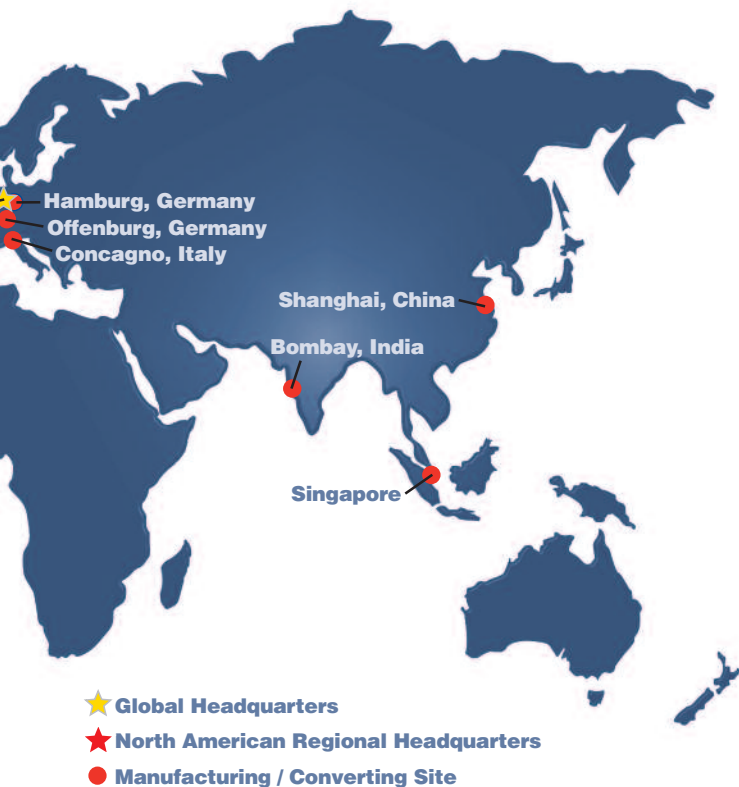 Hamburg, Germany
Offenburg, Germany
Concagno, Italy
Shanghai, China
Bombay, India
Singapore
Global Headquarters
North American Regional Headquarters
Manufacturing / Converting Site